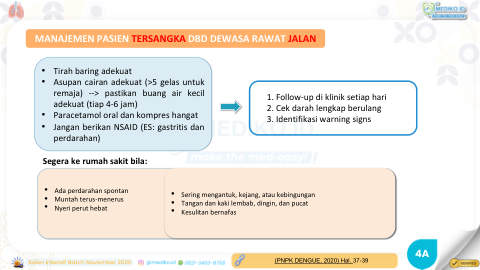 MANAJEMEN PASIEN TERSANGKA DBD DEWASA RAWAT JALAN
• Tirah baring adekuat
• Asupan cairan adekuat (>5 gelas untuk
remaja) --> pastikan buang air kecil
adekuat (tiap 4-6 jam)
• Paracetamol oral dan kompres hangat
• Jangan berikan NSAID (ES: gastritis dan
perdarahan)
1. Follow-up di klinik setiap hari
2. Cek darah lengkap berulang
3. Identifikasi warning signs
Segera ke rumah sakit bila:
• Ada perdarahan spontan
• Muntah terus-menerus
• Nyeri perut hebat
• Sering mengantuk, kejang, atau kebingungan
• Tangan dan kaki lembab, dingin, dan pucat
• Kesulitan bernafas
(PNPK DENGUE, 2020) Hal. 37-39
4A